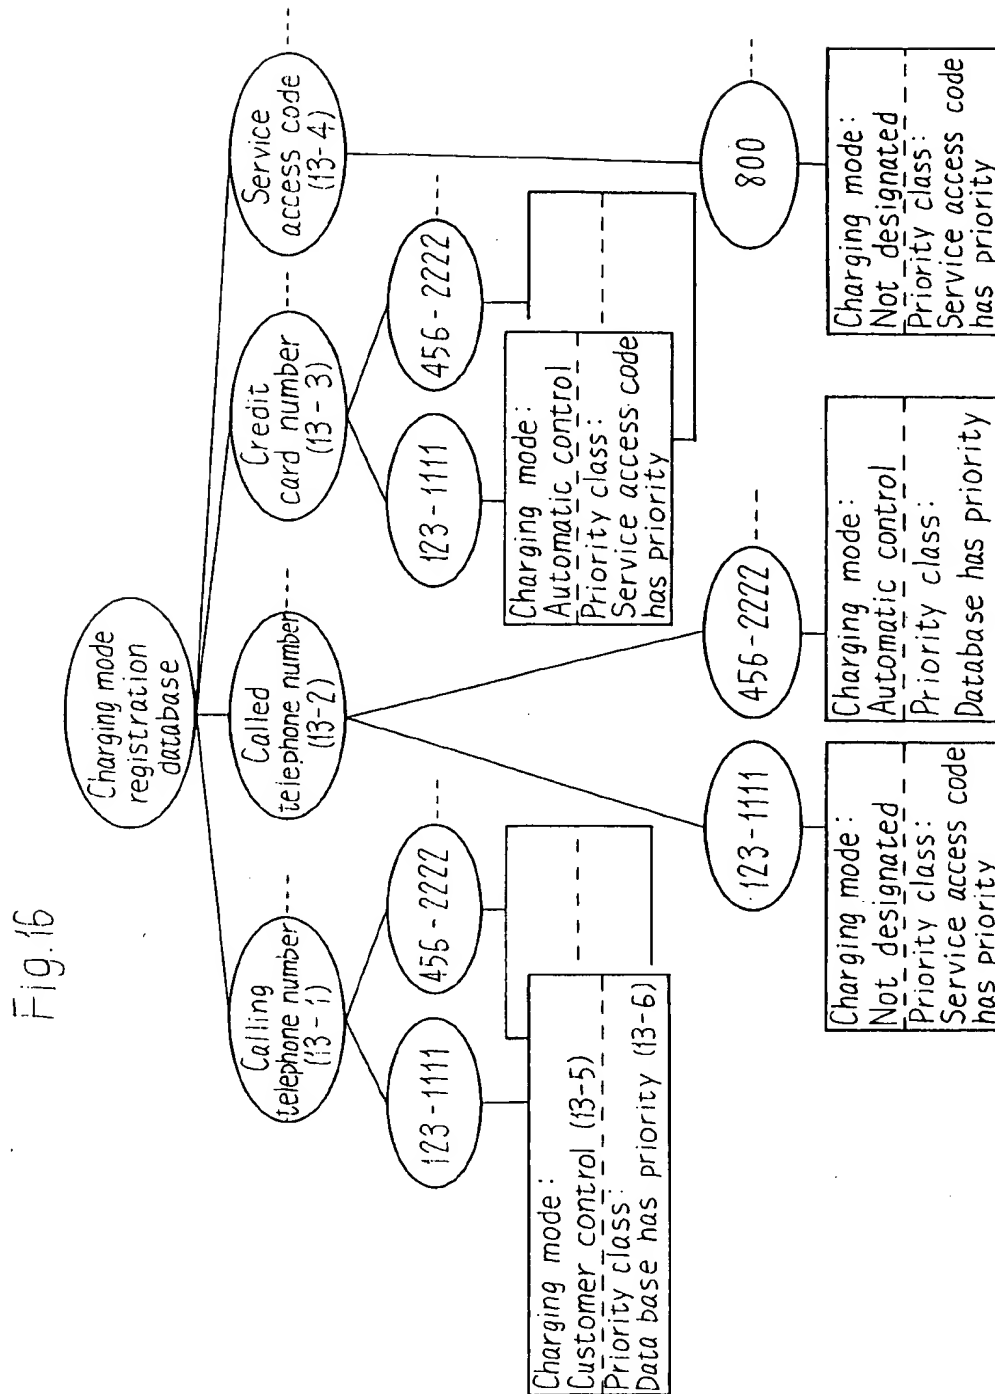 Fig.16
Charging mode
registration
database
Calling
telephone number
(13-1)
Called
telephone number
(13-2)
Credit
card number
(13-3)
Service
access code
(13-4)
123-1111
456-2222
123-1111
456-2222
Charging mode:
Customer control (13-5)
Priority class:
Data base has priority (13-6)
Charging mode:
Automatic control
Priority class:
Service access code
has priority
123-1111
456-2222
800
Charging mode:
Not designated
Priority class:
Service access code
has priority
Charging mode:
Automatic control
Priority class:
Database has priority
Charging mode:
Not designated
Priority class:
Service access code
has priority